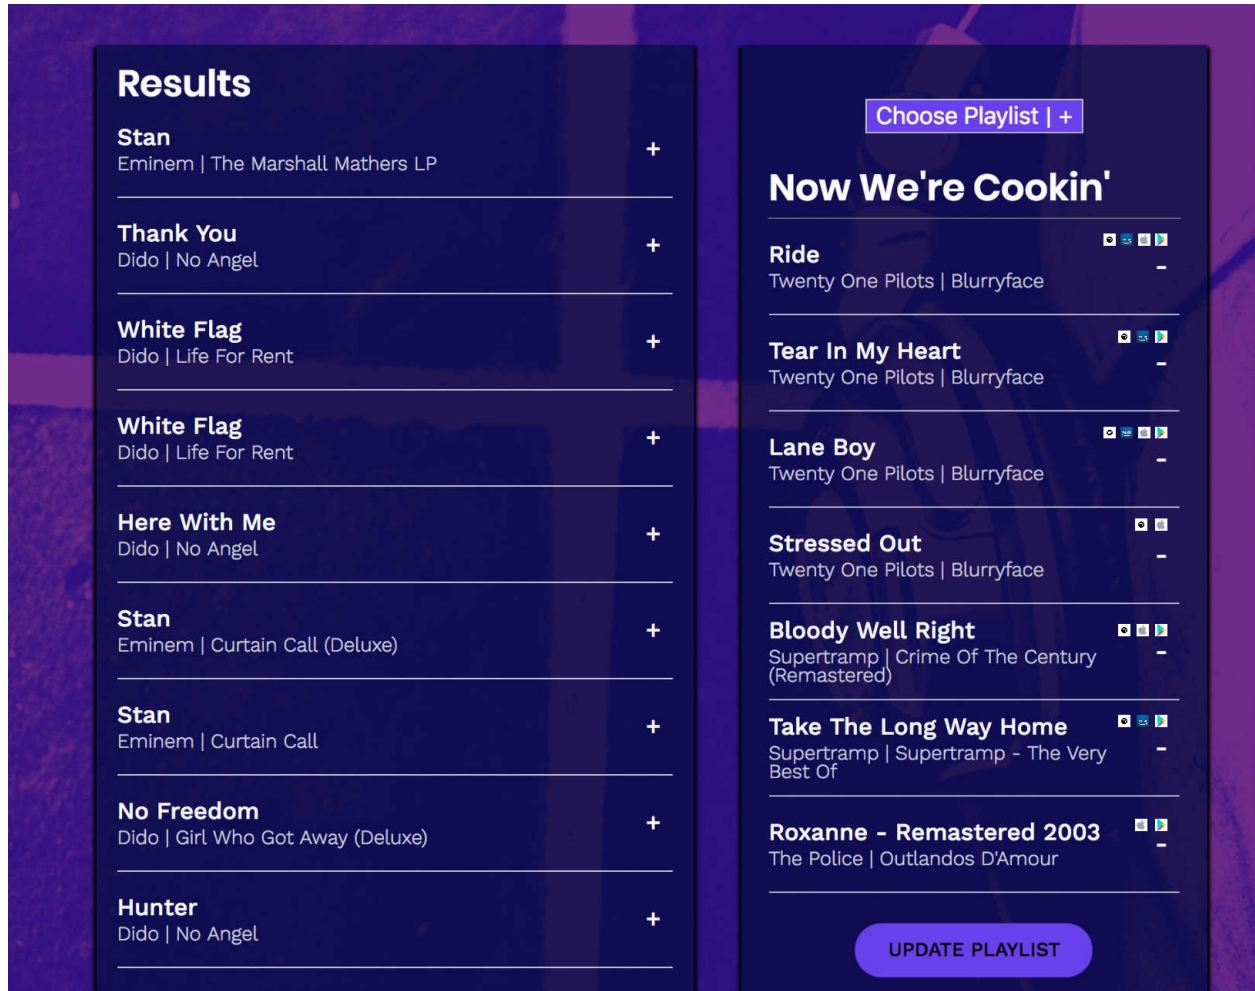 Results
Stan
Eminem | The Marshall Mathers LP
+
Thank You
Dido | No Angel
+
White Flag
Dido | Life For Rent
+
White Flag
Dido | Life For Rent
+
Here With Me
Dido | No Angel
+
Stan
Eminem | Curtain Call (Deluxe)
+
Stan
Eminem | Curtain Call
+
No Freedom
Dido | Girl Who Got Away (Deluxe)
+
Hunter
Dido | No Angel
+
Choose Playlist | +
Now We're Cookin'
Ride
Twenty One Pilots | Blurryface
-
Tear In My Heart
Twenty One Pilots | Blurryface
-
Lane Boy
Twenty One Pilots | Blurryface
-
Stressed Out
Twenty One Pilots | Blurryface
-
Bloody Well Right
Supertramp | Crime Of The Century
(Remastered)
-
Take The Long Way Home
Supertramp | Supertramp - The Very
Best Of
-
Roxanne - Remastered 2003
The Police | Outlandos D'Amour
-
UPDATE PLAYLIST